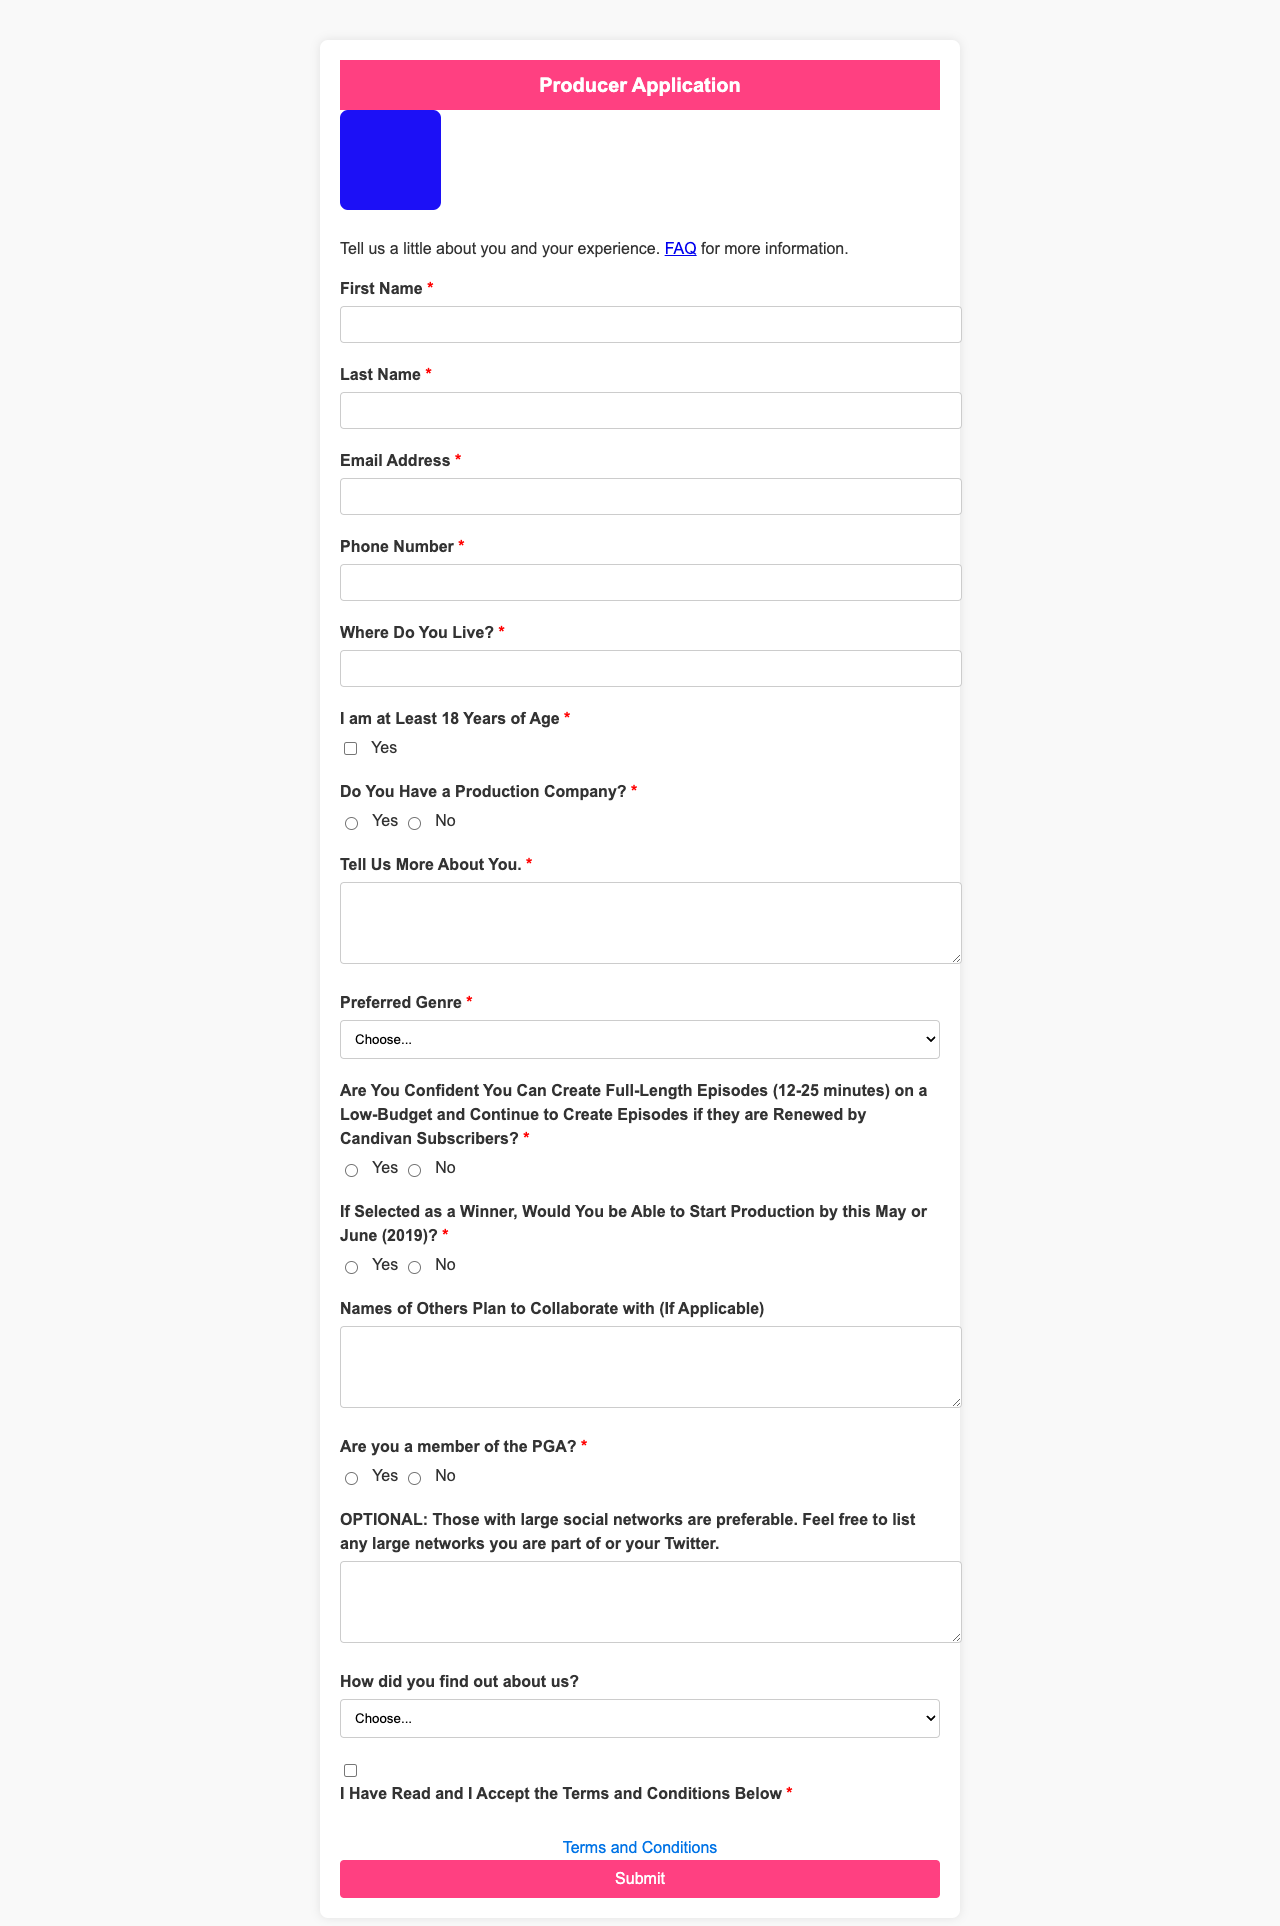 Producer Application
Tell us a little about you and your experience. FAQ for more information.
First Name *
Last Name *
Email Address *
Phone Number *
Where Do You Live? *
I am at Least 18 Years of Age *
Yes
Do You Have a Production Company? *
Yes No
Tell Us More About You. *
Preferred Genre *
Choose...
Are You Confident You Can Create Full-Length Episodes (12-25 minutes) on a
Low-Budget and Continue to Create Episodes if they are Renewed by
Candivan Subscribers? *
Yes No
If Selected as a Winner, Would You be Able to Start Production by this May or
June (2019)? *
Yes No
Names of Others Plan to Collaborate with (If Applicable)
Are you a member of the PGA? *
Yes No
OPTIONAL: Those with large social networks are preferable. Feel free to list
any large networks you are part of or your Twitter.
How did you find out about us?
Choose...
I Have Read and I Accept the Terms and Conditions Below *
Terms and Conditions
Submit